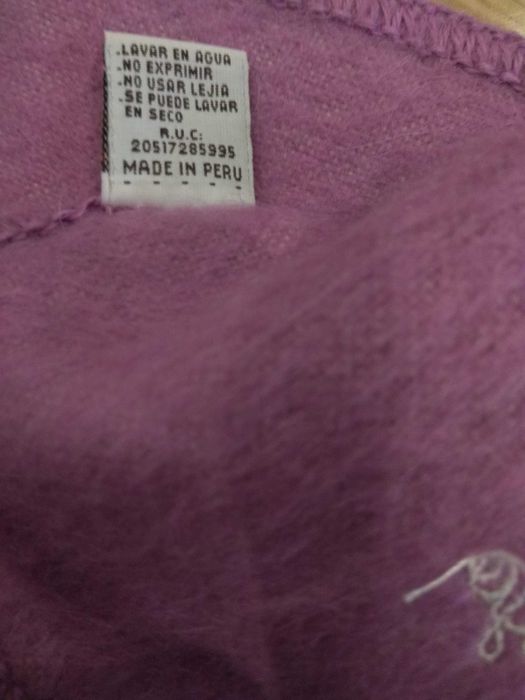 .LAVAR EN AGUA
.NO EXPRIMIR
.NO USAR LEJIA
.SE PUEDE LAVAR
EN SECO
R.U.C:
20517285995
MADE IN PERU